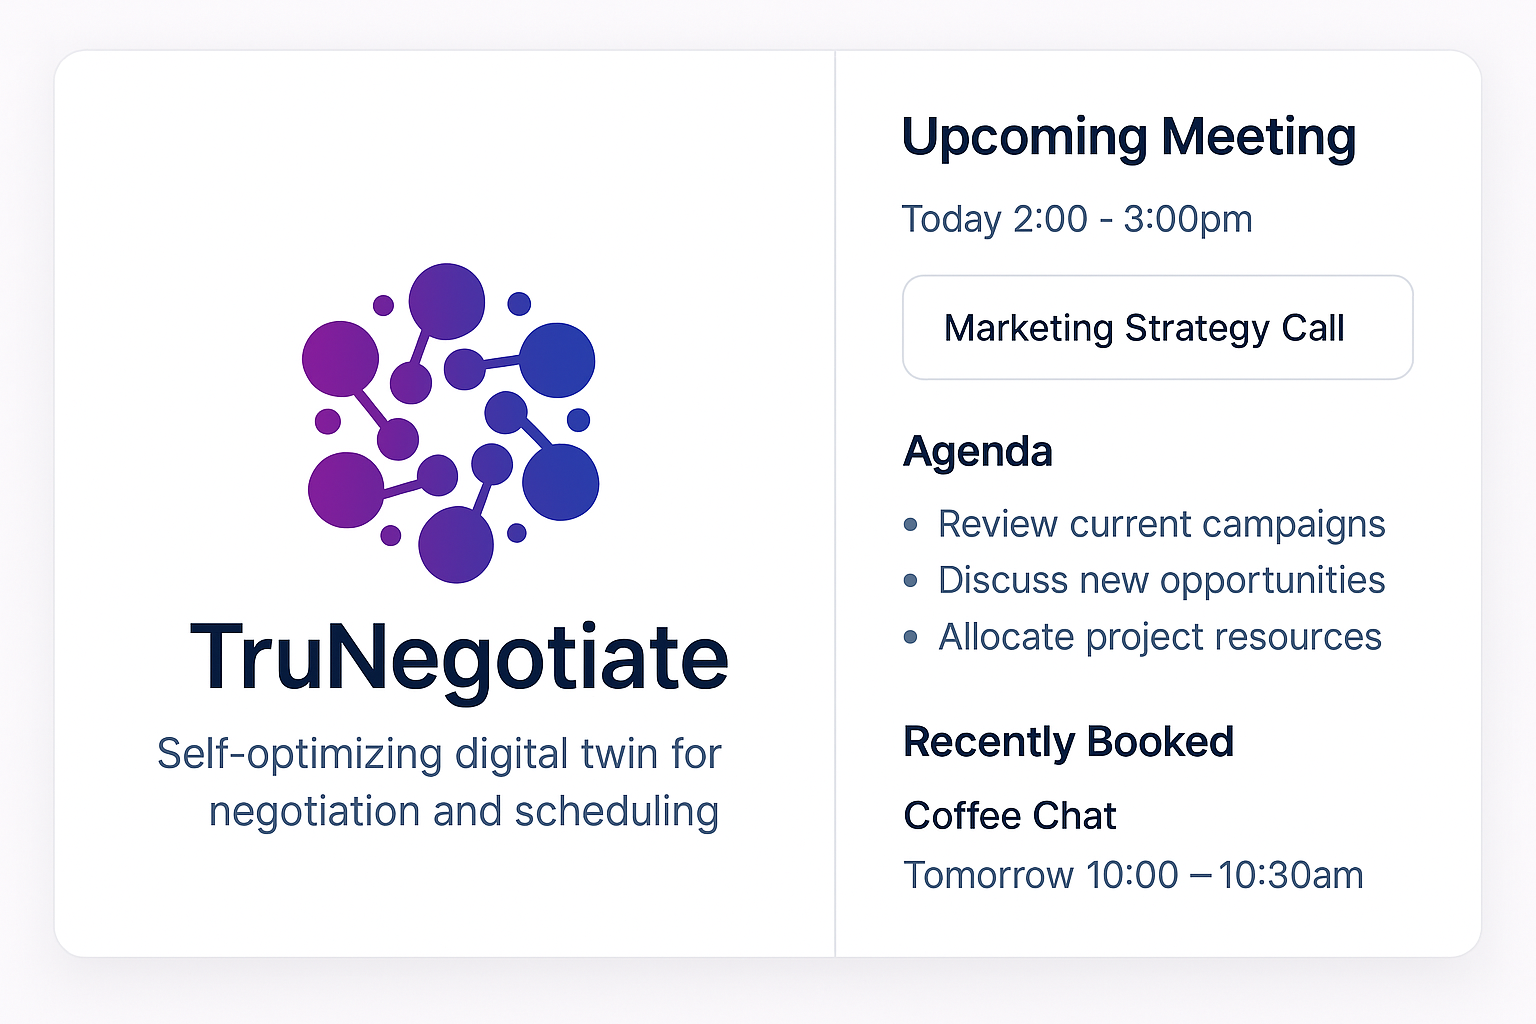 TruNegotiate
Self-optimizing digital twin for
negotiation and scheduling
Upcoming Meeting
Today 2:00 - 3:00pm
Marketing Strategy Call
Agenda
• Review current campaigns
• Discuss new opportunities
• Allocate project resources
Recently Booked
Coffee Chat
Tomorrow 10:00 – 10:30am